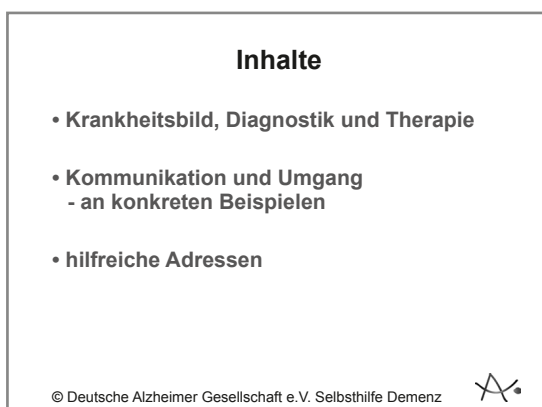 Inhalte
• Krankheitsbild, Diagnostik und Therapie
• Kommunikation und Umgang
- an konkreten Beispielen
• hilfreiche Adressen
© Deutsche Alzheimer Gesellschaft e.V. Selbsthilfe Demenz